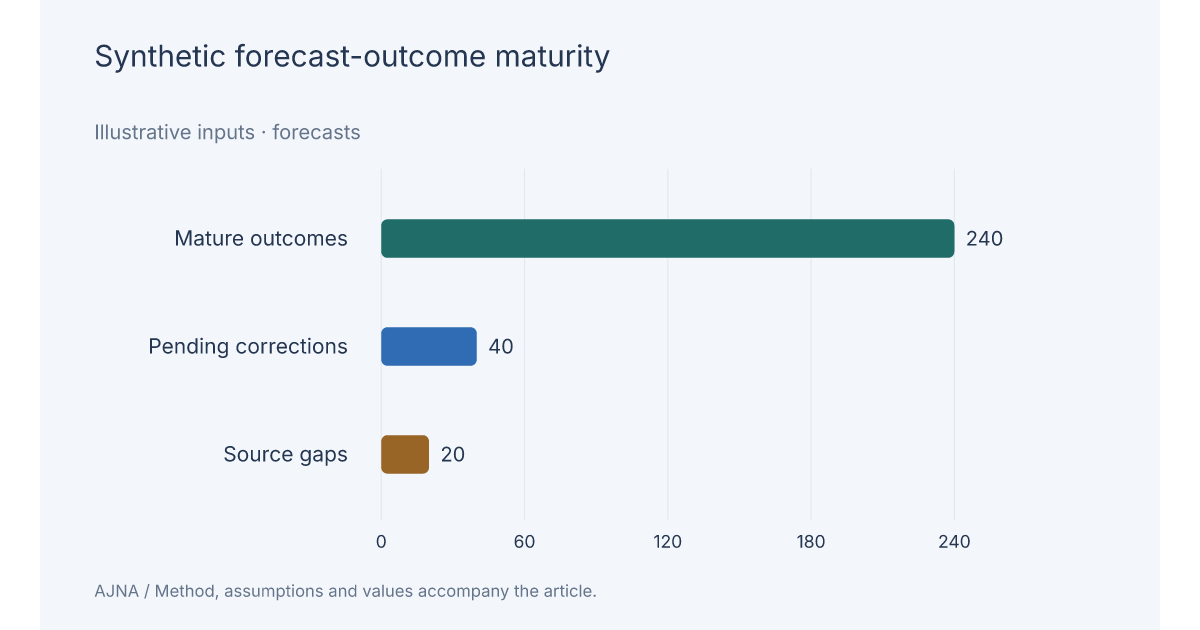 Synthetic forecast-outcome maturity
Illustrative inputs · forecasts
Mature outcomes 240
Pending corrections 40
Source gaps 20
0 60 120 180 240
AJNA / Method, assumptions and values accompany the article.